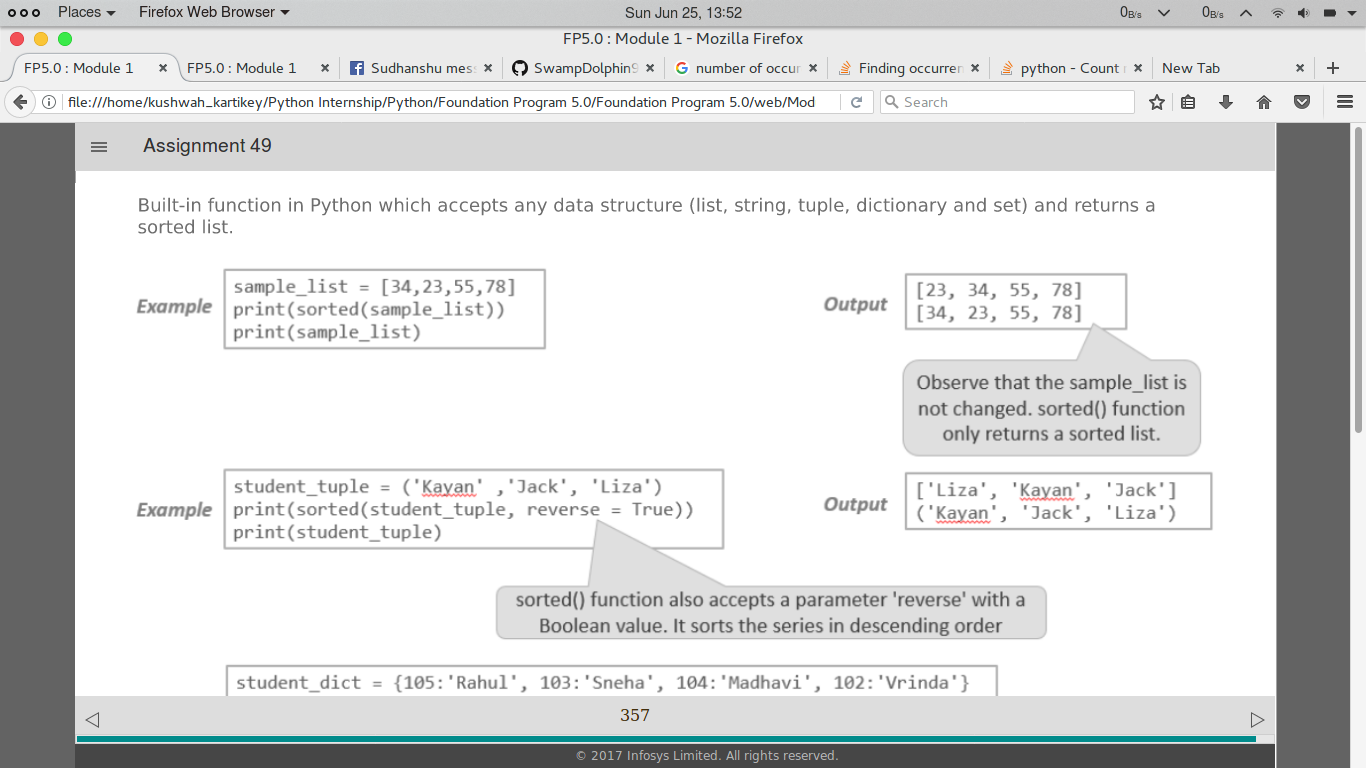 Places Firefox Web Browser Sun Jun 25, 13:52 0B/s 0B/s
FP5.0 : Module 1 - Mozilla Firefox
FP5.0 : Module 1 FP5.0 : Module 1 Sudhanshu mes SwampDolphin9 number of occur Finding occurren python - Count New Tab
file:///home/kushwah_kartikey/Python Internship/Python/Foundation Program 5.0/Foundation Program 5.0/web/Mod Search
Assignment 49
Built-in function in Python which accepts any data structure (list, string, tuple, dictionary and set) and returns a
sorted list.
Example
sample_list = [34,23,55,78]
print(sorted(sample_list))
print(sample_list)
Output
[23, 34, 55, 78]
[34, 23, 55, 78]
Observe that the sample_list is
not changed. sorted() function
only returns a sorted list.
Example
student_tuple = ('Kayan' ,'Jack', 'Liza')
print(sorted(student_tuple, reverse = True))
print(student_tuple)
Output
['Liza', 'Kayan', 'Jack']
('Kayan', 'Jack', 'Liza')
sorted() function also accepts a parameter 'reverse' with a
Boolean value. It sorts the series in descending order
student_dict = {105:'Rahul', 103:'Sneha', 104:'Madhavi', 102:'Vrinda'}
357
© 2017 Infosys Limited. All rights reserved.